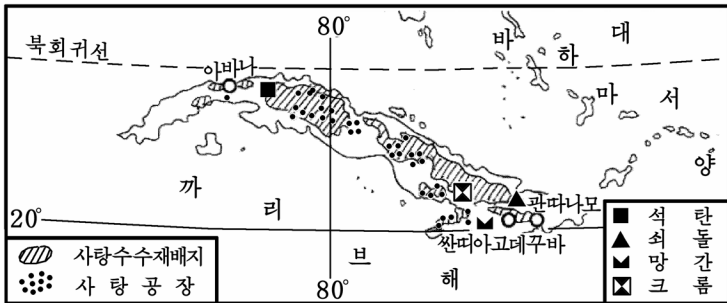 80°
북회귀선
아바나
바하마
대서양
까리브해
관따나모
싼띠아고데꾸바
20°
80°
사탕수수재배지
사탕공장
석탄
쇠돌
망간
크롬